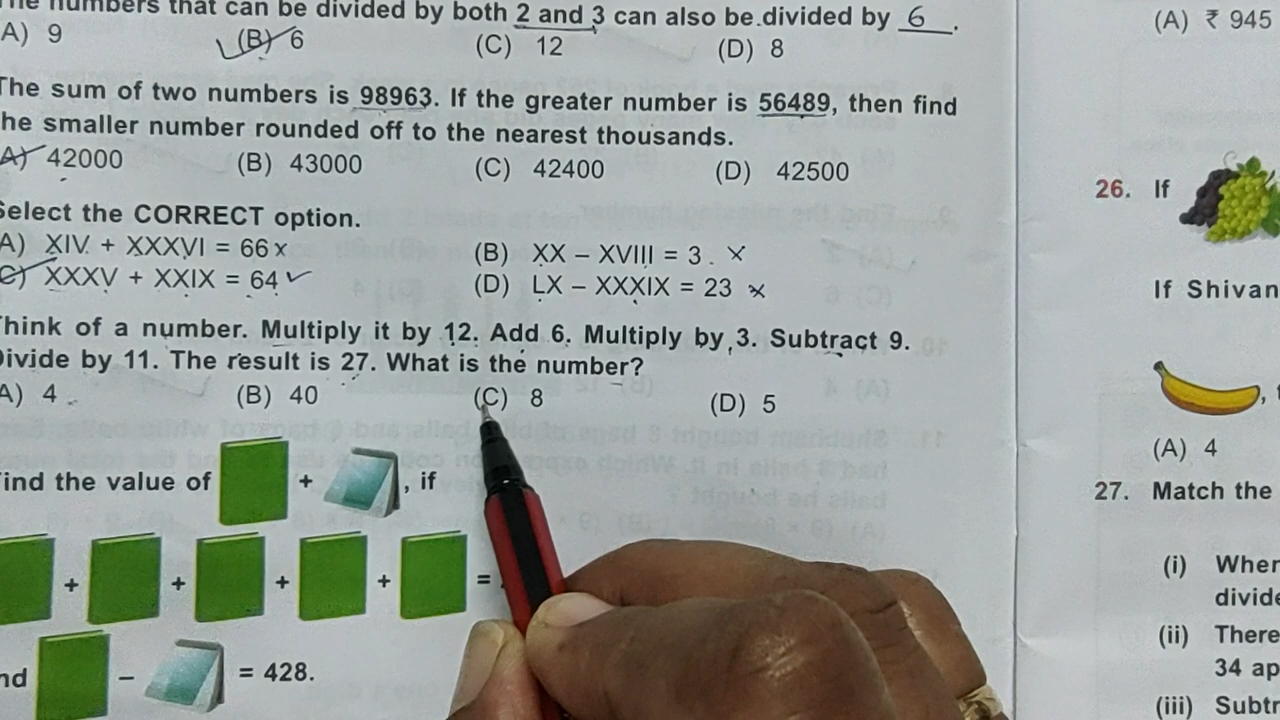 The numbers that can be divided by both 2 and 3 can also be divided by 6.
A) 9 (B) 6 (C) 12 (D) 8
The sum of two numbers is 98963. If the greater number is 56489, then find
he smaller number rounded off to the nearest thousands.
A) 42000 (B) 43000 (C) 42400 (D) 42500
Select the CORRECT option.
A) XIV + XXXVI = 66 x (B) XX – XVIII = 3. x
C) XXXV + XXIX = 64 ✓ (D) LX – XXXIX = 23 x
Think of a number. Multiply it by 12. Add 6. Multiply by 3. Subtract 9.
Divide by 11. The result is 27. What is the number?
A) 4 (B) 40 (C) 8 (D) 5
Find the value of + , if
+ + + + =
nd – = 428.
(A) ₹ 945
26. If
If Shivan
,
(A) 4
27. Match the
(i) When
divide
(ii) There
34 ap
(iii) Subtr